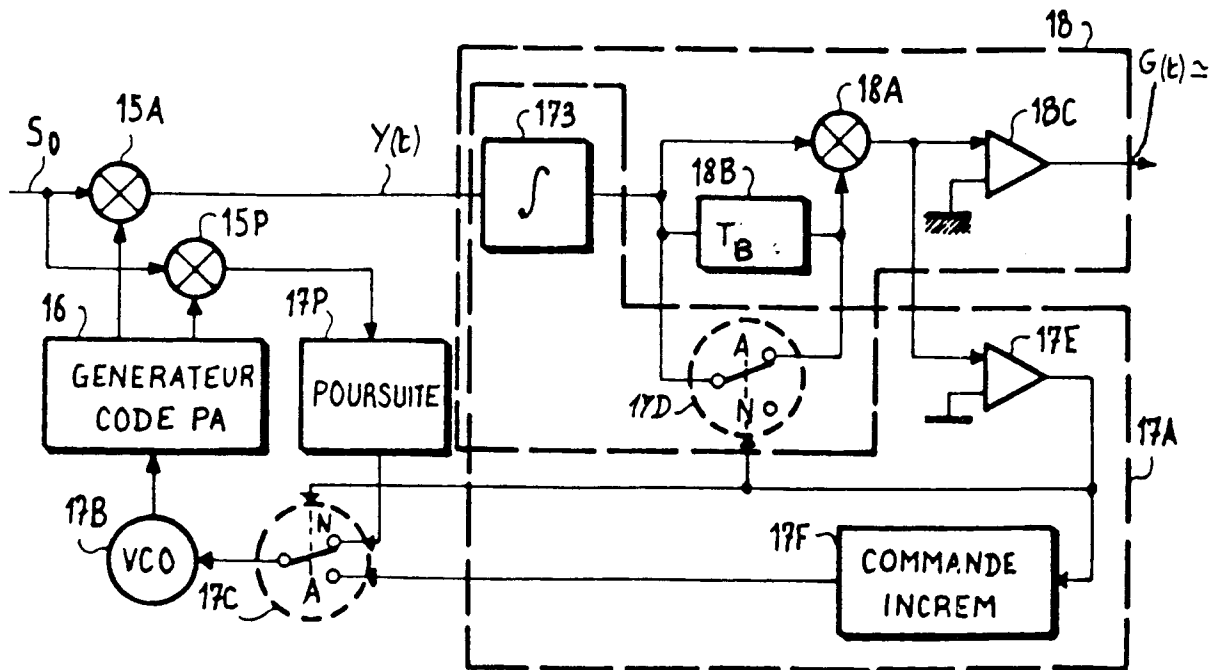 18
G(t) ≃
15A
173
18A
18C
S0
Y(t)
∫
18B
15P
TB
16
17P
A
17E
GENERATEUR
CODE PA
POURSUITE
17D
N
17A
17B
N
17F
VCO
COMMANDE
INCREM
17C
A